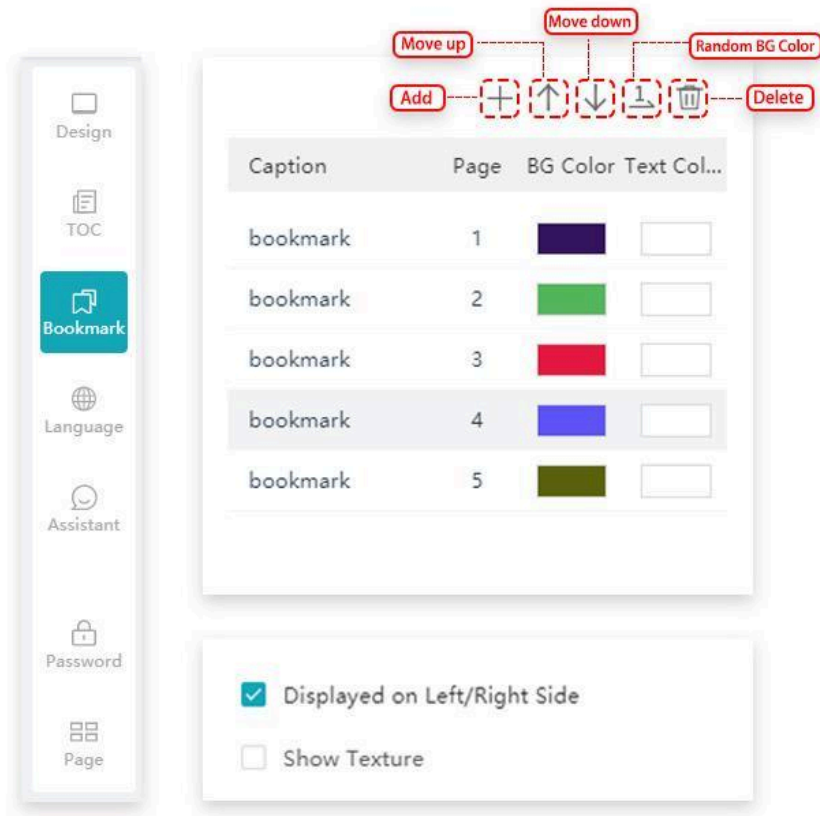 Move down
Move up
Random BG Color
Add
1
Delete
Design
TOC
Bookmark
Language
Assistant
Password
Page
Caption Page BG Color Text Col...
bookmark 1
bookmark 2
bookmark 3
bookmark 4
bookmark 5
Displayed on Left/Right Side
Show Texture